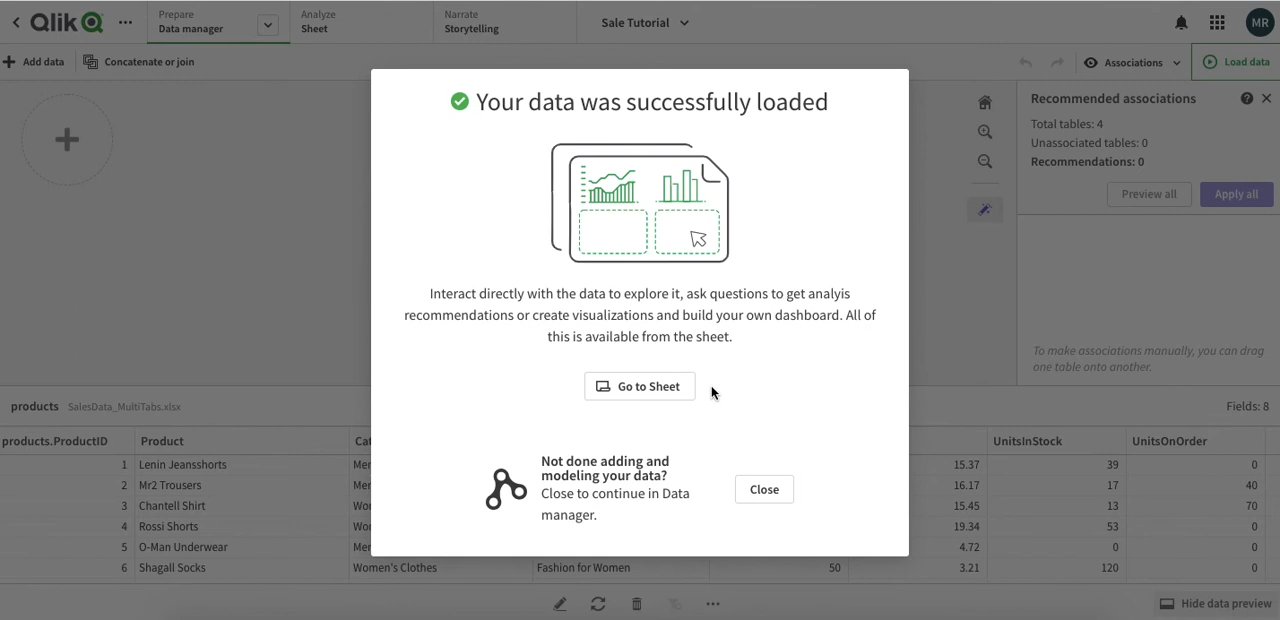 Qlik
Prepare
Data manager
Analyze
Sheet
Narrate
Storytelling
Sale Tutorial
MR
Add data
Concatenate or join
Associations
Load data
Your data was successfully loaded
Interact directly with the data to explore it, ask questions to get analyis
recommendations or create visualizations and build your own dashboard. All of
this is available from the sheet.
Go to Sheet
Not done adding and
modeling your data?
Close to continue in Data
manager.
Close
Recommended associations
Total tables: 4
Unassociated tables: 0
Recommendations: 0
Preview all
Apply all
To make associations manually, you can drag
one table onto another.
products SalesData_MultiTabs.xlsx Fields: 8
products.ProductID Product UnitsInStock UnitsOnOrder
1 Lenin Jeansshorts 15.37 39 0
2 Mr2 Trousers 16.17 17 40
3 Chantell Shirt 15.45 13 70
4 Rossi Shorts 19.34 53 0
5 O-Man Underwear 4.72 0 0
6 Shagall Socks Women's Clothes Fashion for Women 50 3.21 120 0
Hide data preview